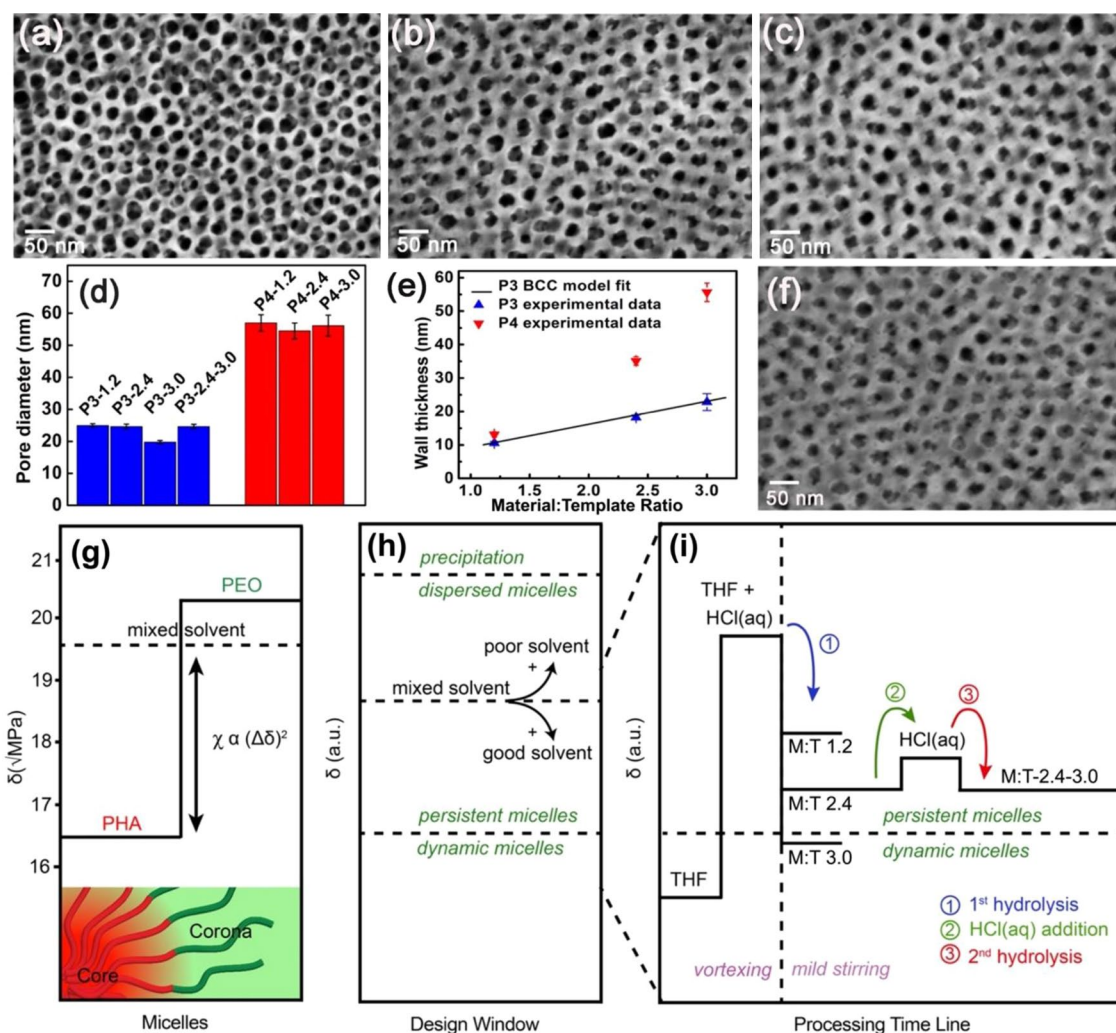 (a)
50 nm
(b)
50 nm
(c)
50 nm
(d)
Pore diameter (nm)
70
60
50
40
30
20
10
0
P3-1.2
P3-2.4
P3-3.0
P3-2.4-3.0
P4-1.2
P4-2.4
P4-3.0
(e)
P3 BCC model fit
P3 experimental data
P4 experimental data
Wall thickness (nm)
60
50
40
30
20
10
0
1.0 1.5 2.0 2.5 3.0
Material:Template Ratio
(f)
50 nm
(g)
δ(√MPa)
21
20
19
18
17
16
PEO
mixed solvent
χ α (Δδ)²
PHA
Corona
Core
Micelles
(h)
δ (a.u.)
precipitation
dispersed micelles
poor solvent
+
mixed solvent
+
good solvent
persistent micelles
dynamic micelles
Design Window
(i)
δ (a.u.)
THF +
HCl(aq)
1
M:T 1.2
2
3
HCl(aq)
M:T 2.4
M:T-2.4-3.0
persistent micelles
dynamic micelles
M:T 3.0
THF
1 1st hydrolysis
2 HCl(aq) addition
3 2nd hydrolysis
vortexing mild stirring
Processing Time Line